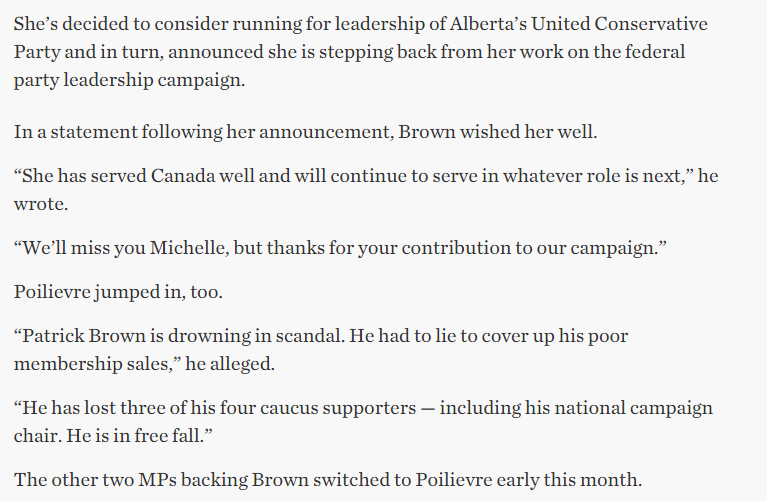 She’s decided to consider running for leadership of Alberta’s United Conservative
Party and in turn, announced she is stepping back from her work on the federal
party leadership campaign.
In a statement following her announcement, Brown wished her well.
“She has served Canada well and will continue to serve in whatever role is next,” he
wrote.
“We’ll miss you Michelle, but thanks for your contribution to our campaign.”
Poilievre jumped in, too.
“Patrick Brown is drowning in scandal. He had to lie to cover up his poor
membership sales,” he alleged.
“He has lost three of his four caucus supporters — including his national campaign
chair. He is in free fall.”
The other two MPs backing Brown switched to Poilievre early this month.